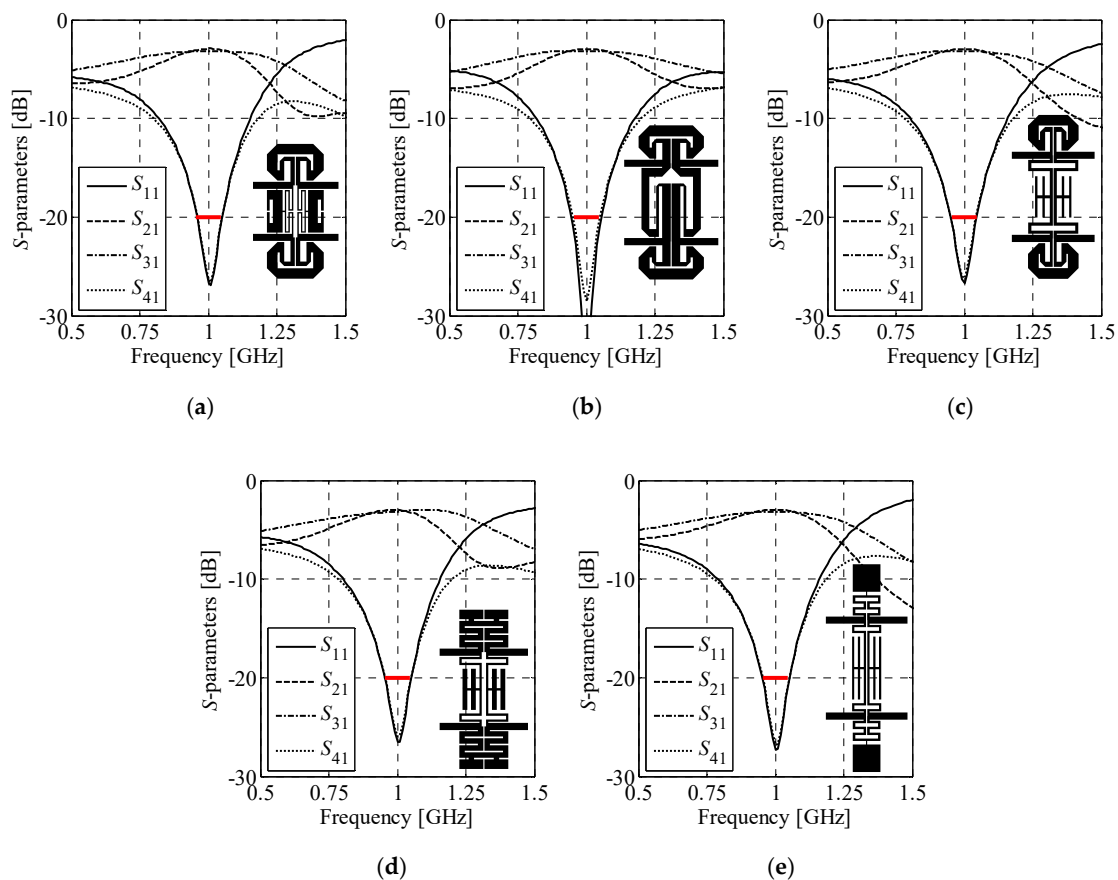 0
-10
-20
-30
S-parameters [dB]
S11
S21
S31
S41
0.5 0.75 1 1.25 1.5
Frequency [GHz]
(a)
0
-10
-20
-30
S-parameters [dB]
S11
S21
S31
S41
0.5 0.75 1 1.25 1.5
Frequency [GHz]
(b)
0
-10
-20
-30
S-parameters [dB]
S11
S21
S31
S41
0.5 0.75 1 1.25 1.5
Frequency [GHz]
(c)
0
-10
-20
-30
S-parameters [dB]
S11
S21
S31
S41
0.5 0.75 1 1.25 1.5
Frequency [GHz]
(d)
0
-10
-20
-30
S-parameters [dB]
S11
S21
S31
S41
0.5 0.75 1 1.25 1.5
Frequency [GHz]
(e)